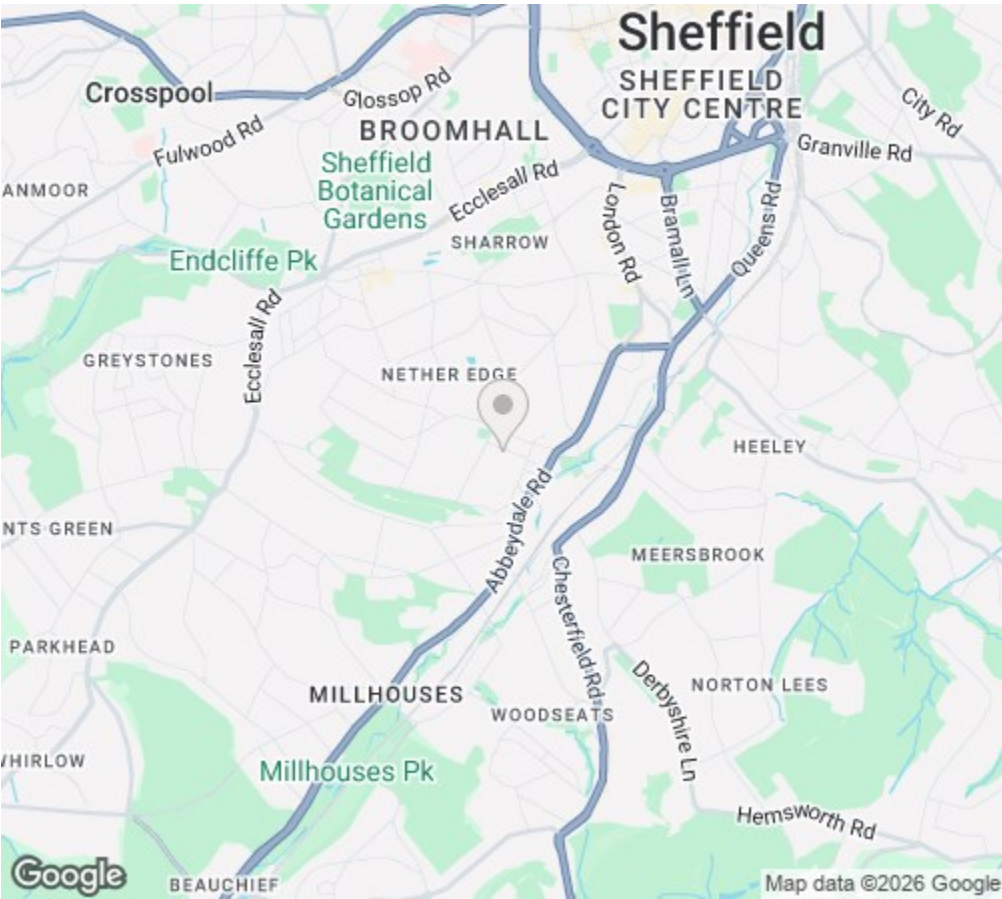 Sheffield
SHEFFIELD
CITY CENTRE
Crosspool
Glossop Rd
City Rd
BROOMHALL
Fulwood Rd
Granville Rd
Sheffield
Botanical
Gardens
ANMOOR
Ecclesall Rd
London Rd
Bramall Ln
Queens Rd
SHARROW
Endcliffe Pk
Ecclesall Rd
GREYSTONES
NETHER EDGE
HEELEY
Abbeydale Rd
NTS GREEN
MEERSBROOK
Chesterfield Rd
PARKHEAD
Derbyshire Ln
NORTON LEES
MILLHOUSES
WOODSEATS
WHIRLOW
Millhouses Pk
Hemsworth Rd
Google
BEAUCHIEF
Map data ©2026 Google